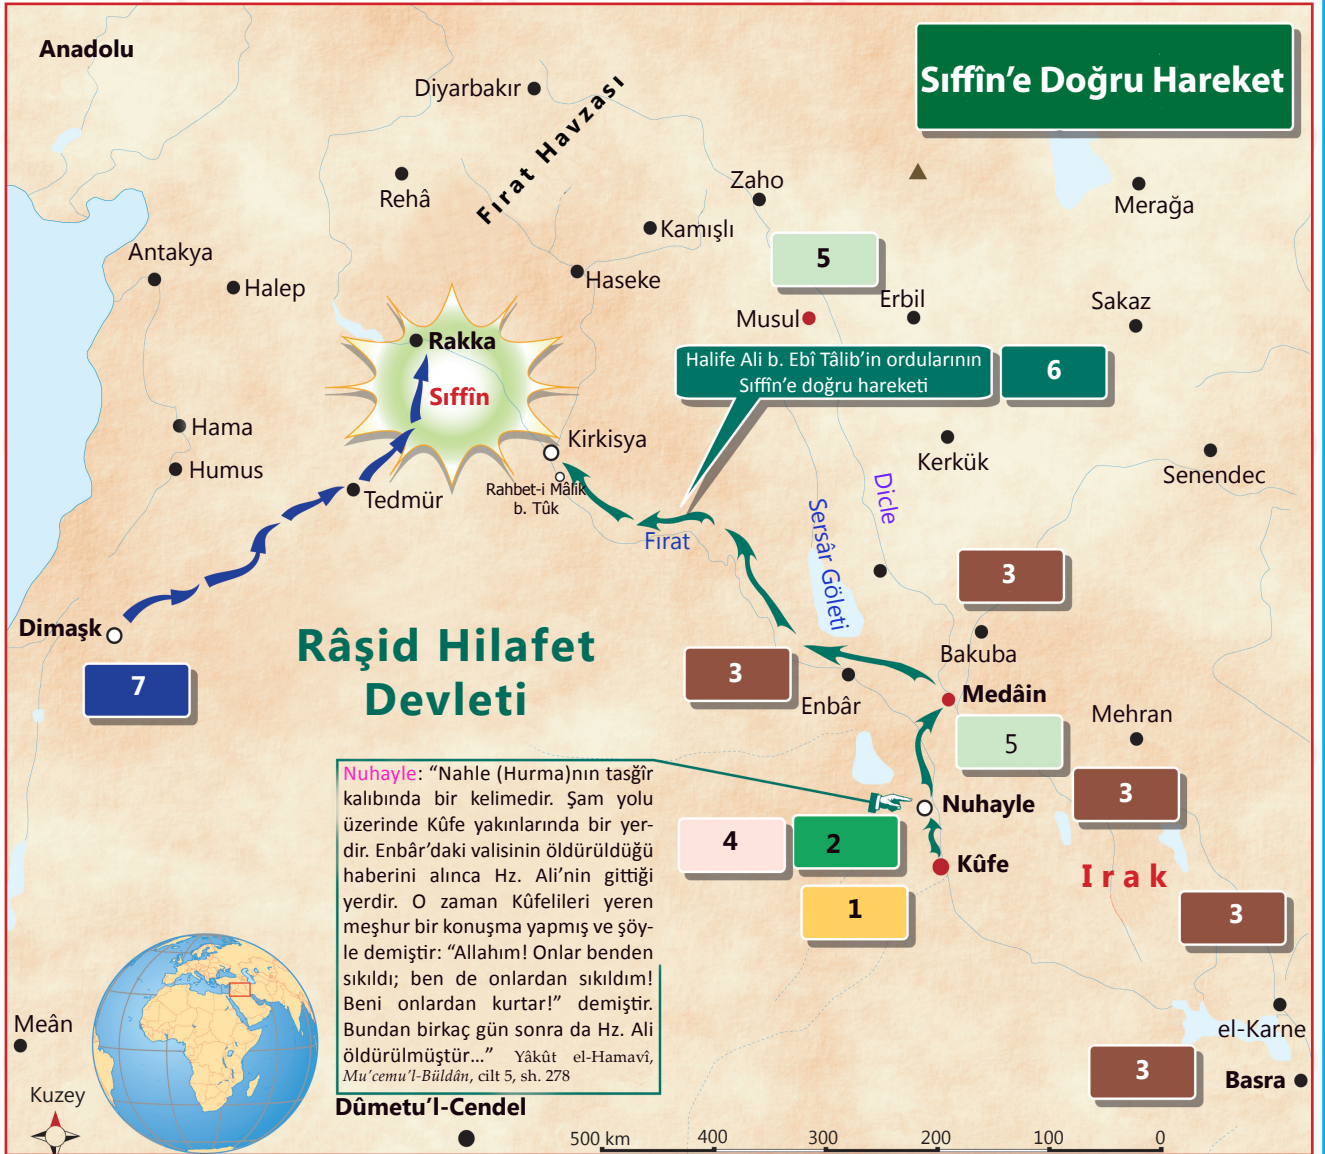 Sıffîn’e Doğru Hareket
Anadolu
Diyarbakır
Fırat Havzası
Rehâ
Zaho
Merağa
Kamışlı
Antakya
Halep
Haseke
5
Erbil
Sakaz
Musul
Rakka
Halife Ali b. Ebî Tâlib’in ordularının
Sıffîn’e doğru hareketi
6
Sıffîn
Hama
Humus
Kirkisya
Kerkük
Senendec
Tedmür
Rahbet-i Mâlik
b. Tûk
Dicle
Sersâr Göleti
Fırat
3
Dimaşk
Râşid Hilafet
Devleti
Bakuba
7
3
Enbâr
Medâin
Mehran
5
3
Nuhayle: “Nahle (Hurma)nın tasğîr
kalıbında bir kelimedir. Şam yolu
üzerinde Kûfe yakınlarında bir yer-
dir. Enbâr’daki valisinin öldürüldüğü
haberini alınca Hz. Ali’nin gittiği
yerdir. O zaman Kûfelileri yeren
meşhur bir konuşma yapmış ve şöy-
le demiştir: “Allahım! Onlar benden
sıkıldı; ben de onlardan sıkıldım!
Beni onlardan kurtar!” demiştir.
Bundan birkaç gün sonra da Hz. Ali
öldürülmüştür...” Yâkût el-Hamavî,
Mu’cemu’l-Büldân, cilt 5, sh. 278
Nuhayle
4
2
Kûfe
1
Irak
3
el-Karne
3
Basra
Meân
Kuzey
Dûmetu’l-Cendel
500 km 400 300 200 100 0